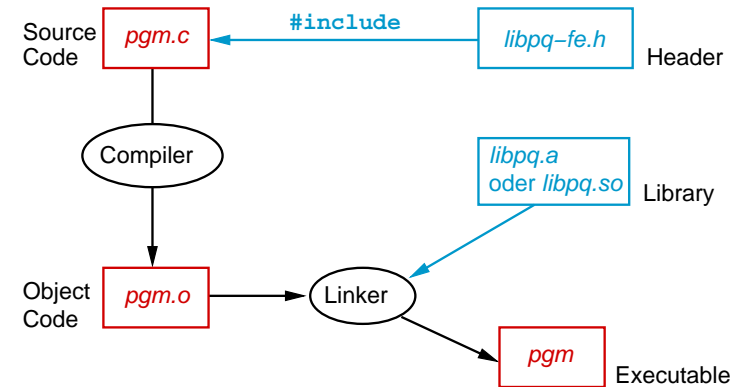 Source
Code
pgm.c
#include
libpq–fe.h
Header
Compiler
libpq.a
oder libpq.so
Library
Object
Code
pgm.o
Linker
pgm
Executable